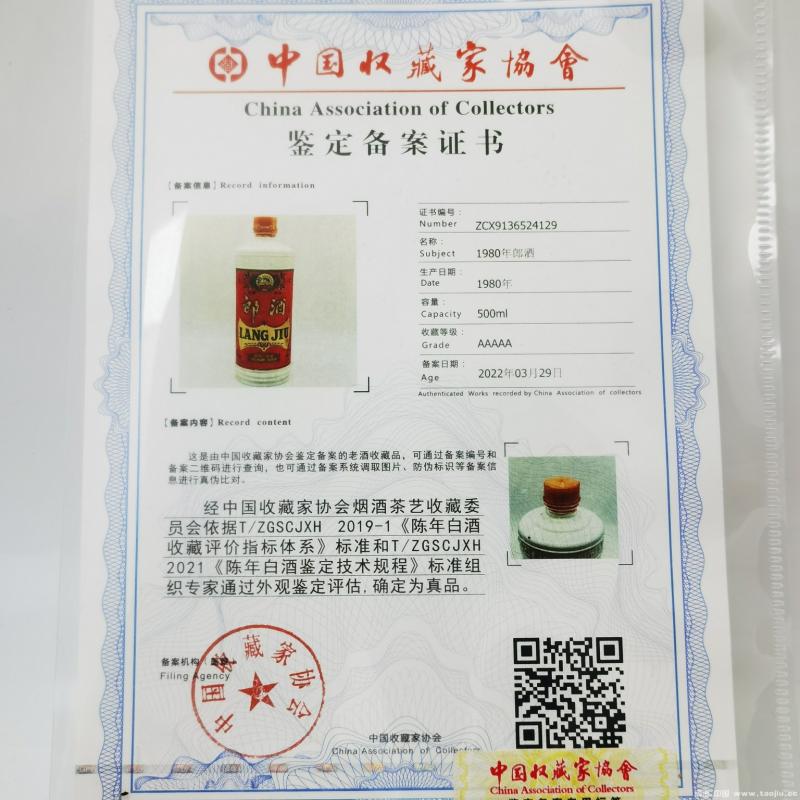 中国收藏家協會
China Association of Collectors
鉴定备案证书
【备案信息】Record information
郎酒
LANG JIU
证书编号：
Number ZCX9136524129
名称：
Subject 1980年郎酒
生产日期：
Date 1980年
容量：
Capacity 500ml
收藏等级：
Grade AAAAA
备案日期：
Age 2022年03月29日
Authenticated Works recorded by China Association of collectors
【备案内容】Record content
这是由中国收藏家协会鉴定备案的老酒收藏品，可通过备案编号和
备案二维码进行查询，也可通过备案系统调取图片、防伪标识等备案信
息进行真伪比对。
经中国收藏家协会烟酒茶艺收藏委
员会依据T/ZGSCJXH 2019-1《陈年白酒
收藏评价指标体系》标准和T/ZGSCJXH
2021《陈年白酒鉴定技术规程》标准组
织专家通过外观鉴定评估,确定为真品。
备案机构
Filing Agency
中国收藏家协会
中国收藏家协会
China Association of Collectors
中国收藏家協會
China Association of Collectors
www.taojiu.cc